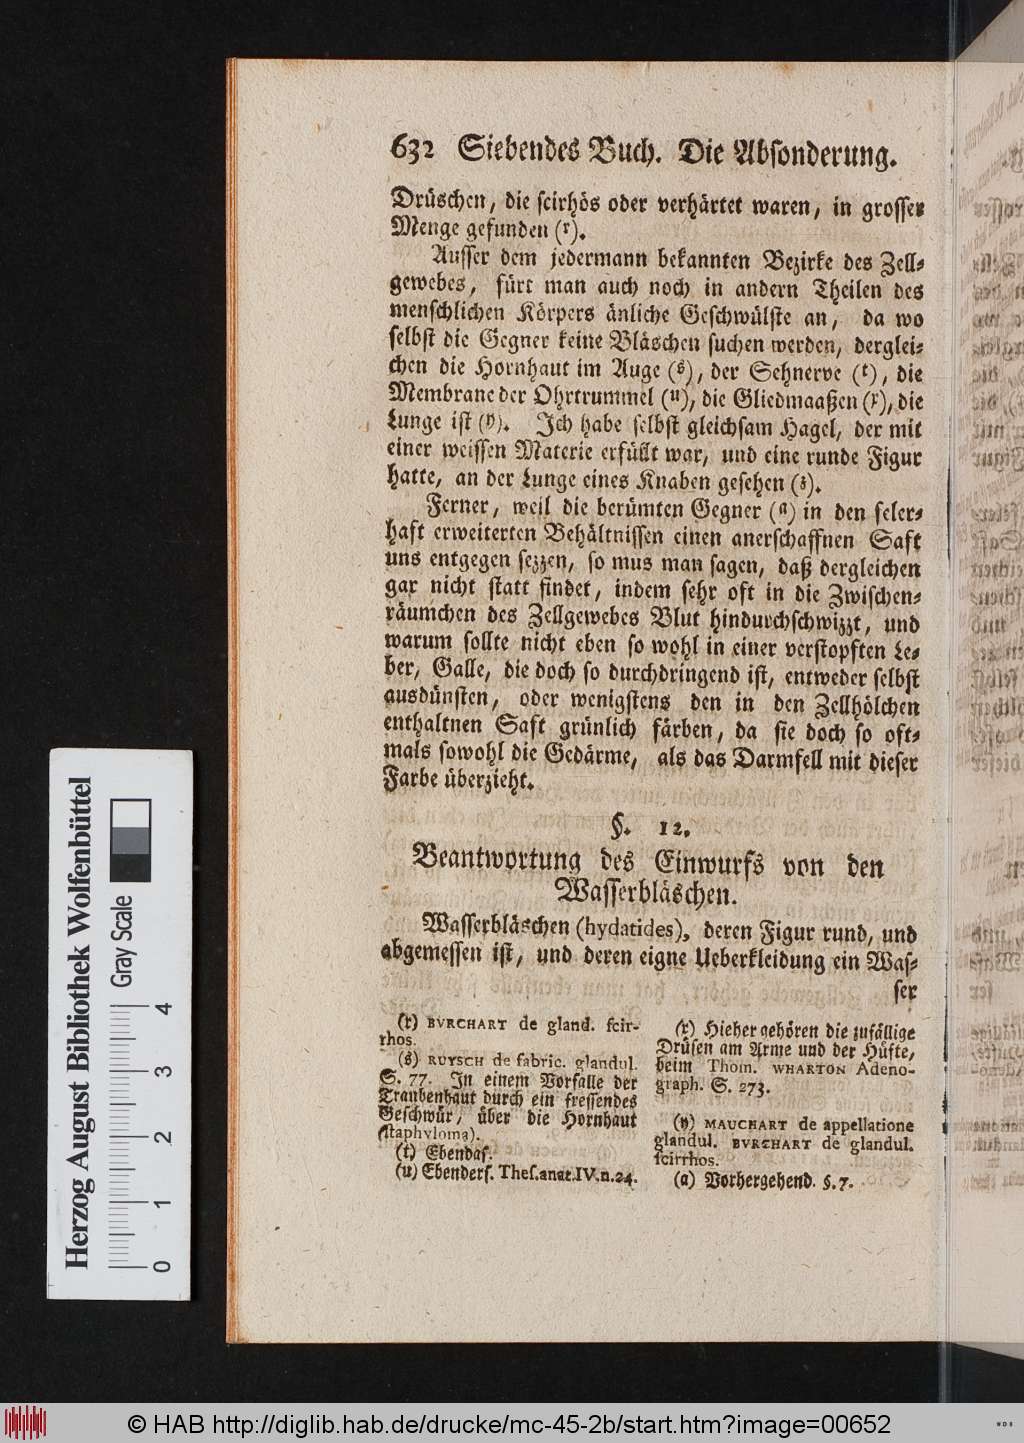 632 Siebendes Buch. Die Absonderung.
Drüschen, die scirhös oder verhärtet waren, in grosser
Menge gefunden (r).
Ausser dem jedermann bekannten Bezirke des Zell-
gewebes, fürt man auch noch in andern Theilen des
menschlichen Körpers änliche Geschwülste an, da wo
selbst die Gegner keine Bläschen suchen werden, derglei-
chen die Hornhaut im Auge (s), der Sehnerve (t), die
Membrane der Ohrtrummel (u), die Gliedmaaßen (x), die
Lunge ist (y). Ich habe selbst gleichsam Hagel, der mit
einer weissen Materie erfüllt war, und eine runde Figur
hatte, an der Lunge eines Knaben gesehen (z).
Ferner, weil die berümten Gegner (a) in den feler-
haft erweiterten Behältnissen einen anerschaffnen Saft
uns entgegen sezzen, so mus man sagen, daß dergleichen
gar nicht statt findet, indem sehr oft in die Zwischen-
räumchen des Zellgewebes Blut hindurchschwizzt, und
warum sollte nicht eben so wohl in einer verstopften Le-
ber, Galle, die doch so durchdringend ist, entweder selbst
ausdünsten, oder wenigstens den in den Zellhölchen
enthaltnen Saft grünlich färben, da sie doch so oft-
mals sowohl die Gedärme, als das Darmfell mit dieser
Farbe überzieht.
§. 12.
Beantwortung des Einwurfs von den
Wasserbläschen.
Wasserbläschen (hydatides), deren Figur rund, und
abgemessen ist, und deren eigne Ueberkleidung ein Was-
ser
(r) BVRCHART de gland. scir-
rhos.
(s) RUYSCH de fabric. glandul.
S. 77. In einem Vorfalle der
Traubenhaut durch ein fressendes
Geschwür, über die Hornhaut
(staphyloma).
(t) Ebendas.
(u) Ebenders. Thes. anat. IV. n. 24.
(x) Hieher gehören die zufällige
Drüsen am Arme und der Hüfte,
beim Thom. WHARTON Adeno-
graph. S. 273.
(y) MAUCHART de appellatione
glandul. BVRCHART de glandul.
scirrhos.
(a) Vorhergehend. §. 7.
Herzog August Bibliothek Wolfenbüttel
Gray Scale
0 1 2 3 4
© HAB http://diglib.hab.de/drucke/mc-45-2b/start.htm?image=00652